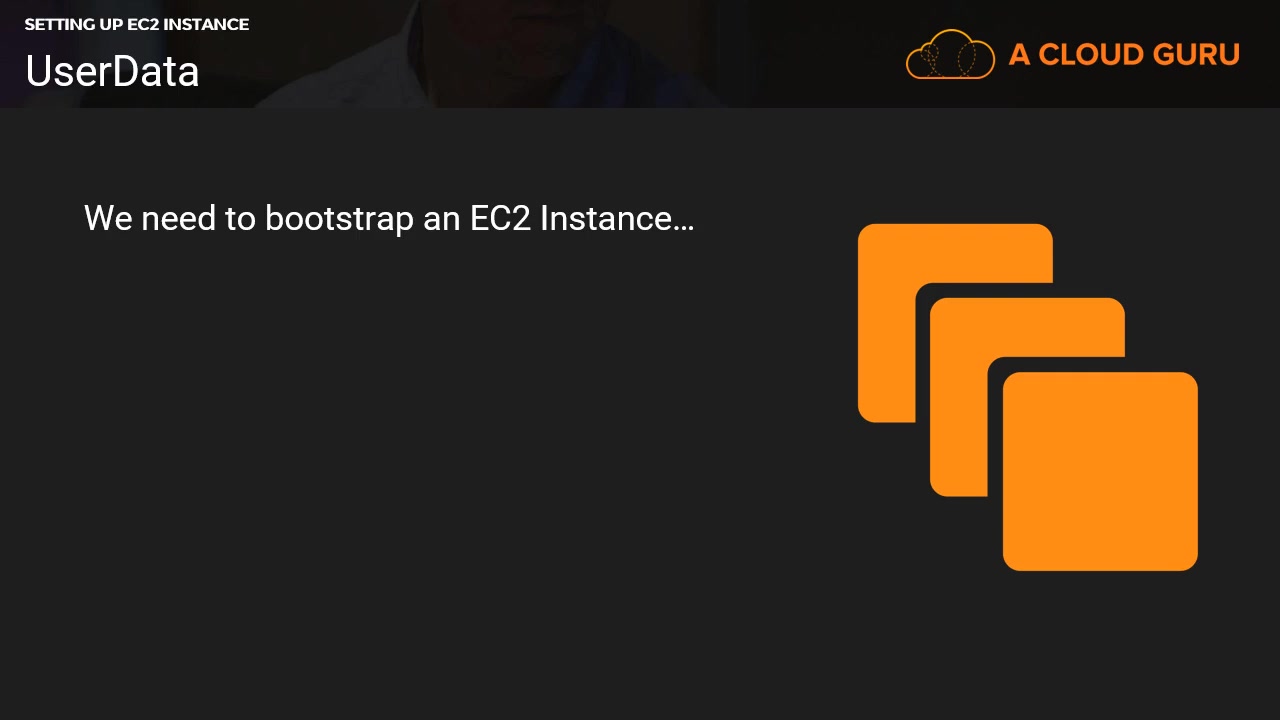 SETTING UP EC2 INSTANCE
UserData
A CLOUD GURU
We need to bootstrap an EC2 Instance...